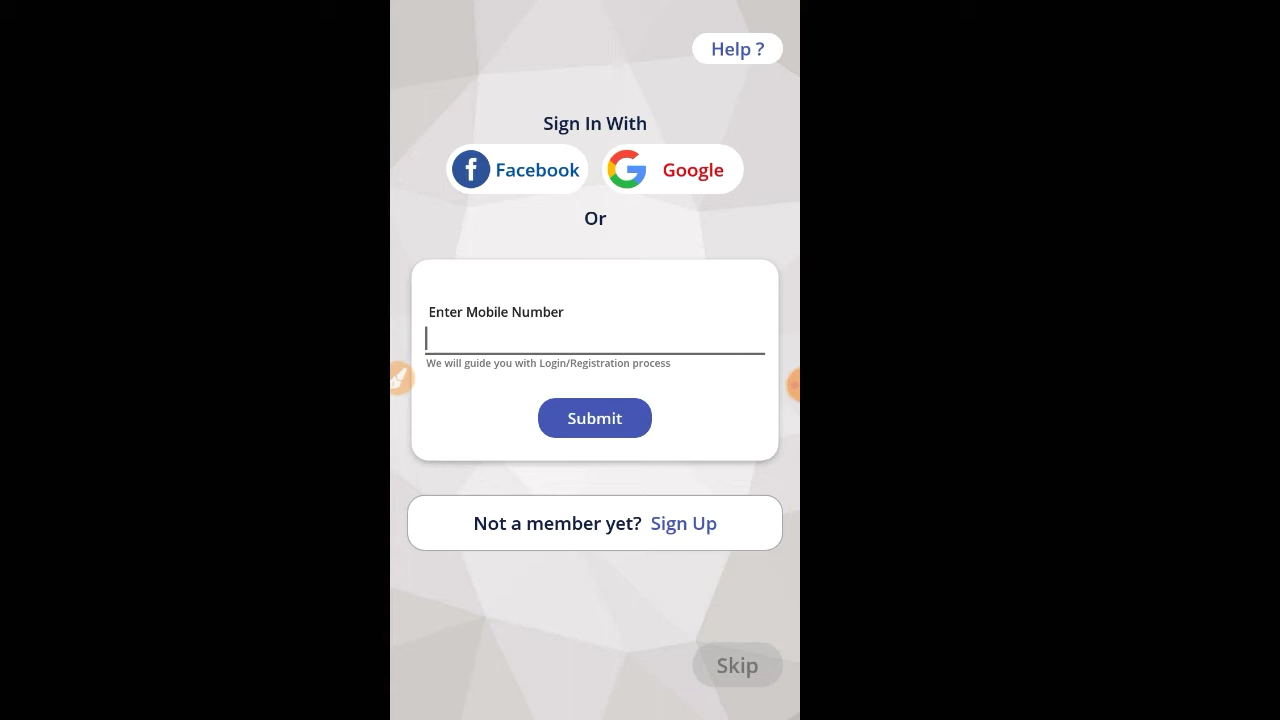 Help ?
Sign In With
Facebook Google
Or
Enter Mobile Number
We will guide you with Login/Registration process
Submit
Not a member yet? Sign Up
Skip